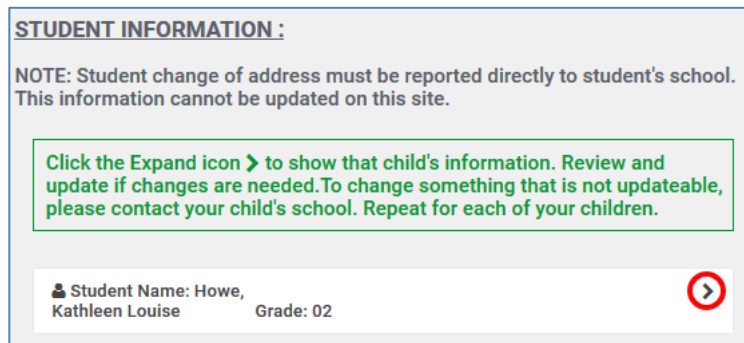 STUDENT INFORMATION :
NOTE: Student change of address must be reported directly to student's school.
This information cannot be updated on this site.
Click the Expand icon > to show that child's information. Review and
update if changes are needed.To change something that is not updateable,
please contact your child's school. Repeat for each of your children.
Student Name: Howe,
Kathleen Louise Grade: 02